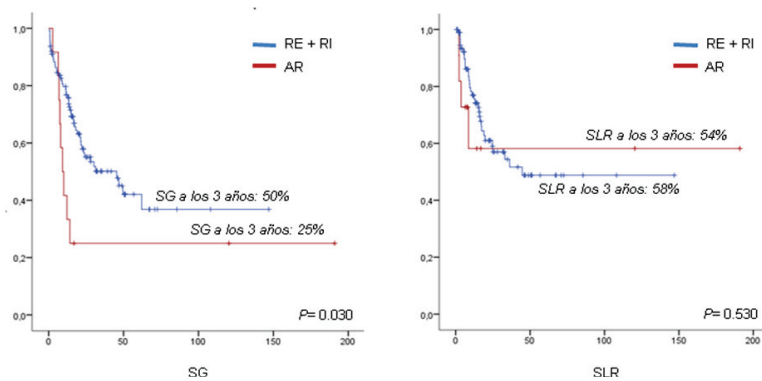 1,0
0,8
0,6
0,4
0,2
0,0
RE + RI
AR
SG a los 3 años: 50%
SG a los 3 años: 25%
P= 0.030
0
50
100
150
200
SG
1,0
0,8
0,6
0,4
0,2
0,0
RE + RI
AR
SLR a los 3 años: 54%
SLR a los 3 años: 58%
P= 0.530
0
50
100
150
200
SLR